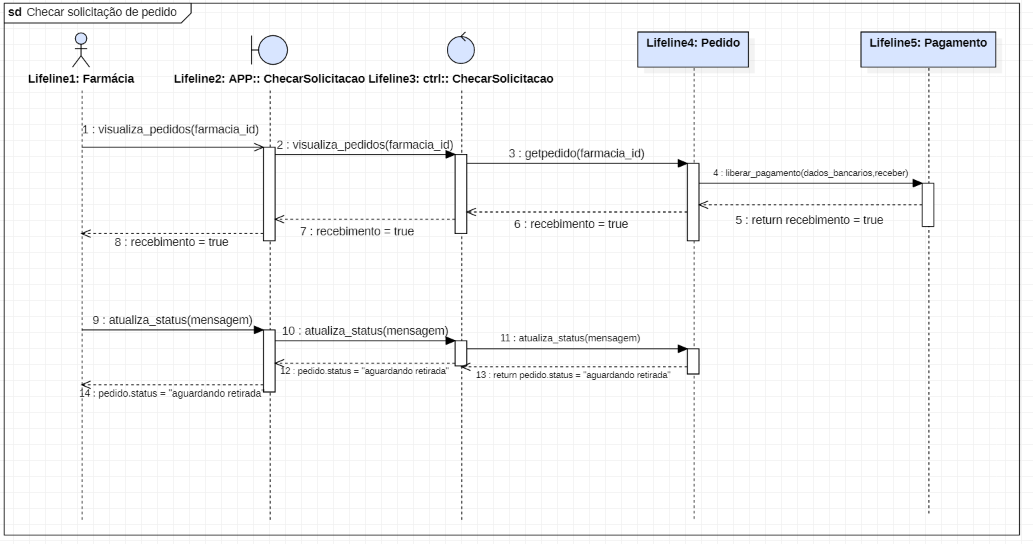 sd Checar solicitação de pedido
Lifeline1: Farmácia
Lifeline2: APP:: ChecarSolicitacao
Lifeline3: ctrl:: ChecarSolicitacao
Lifeline4: Pedido
Lifeline5: Pagamento
1 : visualiza_pedidos(farmacia_id)
2 : visualiza_pedidos(farmacia_id)
3 : getpedido(farmacia_id)
4 : liberar_pagamento(dados_bancarios,receber)
5 : return recebimento = true
6 : recebimento = true
7 : recebimento = true
8 : recebimento = true
9 : atualiza_status(mensagem)
10 : atualiza_status(mensagem)
11 : atualiza_status(mensagem)
12 : pedido.status = "aguardando retirada"
13 : return pedido.status = "aguardando retirada"
14 : pedido.status = "aguardando retirada"